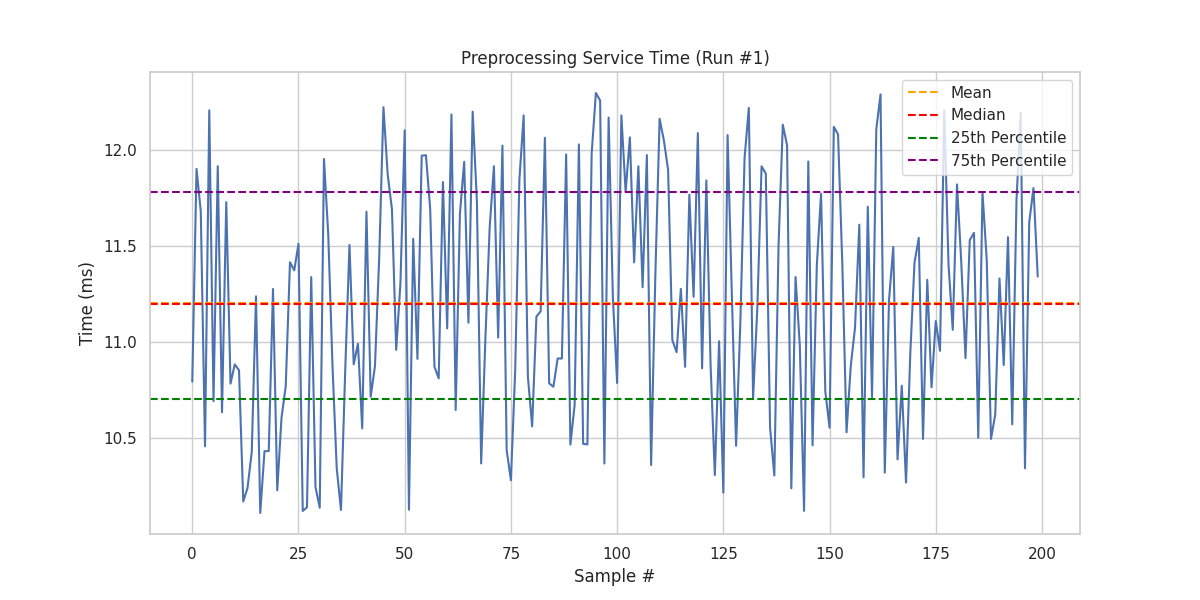 Preprocessing Service Time (Run #1)
Mean
Median
25th Percentile
75th Percentile
12.0
11.5
11.0
10.5
Time (ms)
0 25 50 75 100 125 150 175 200
Sample #